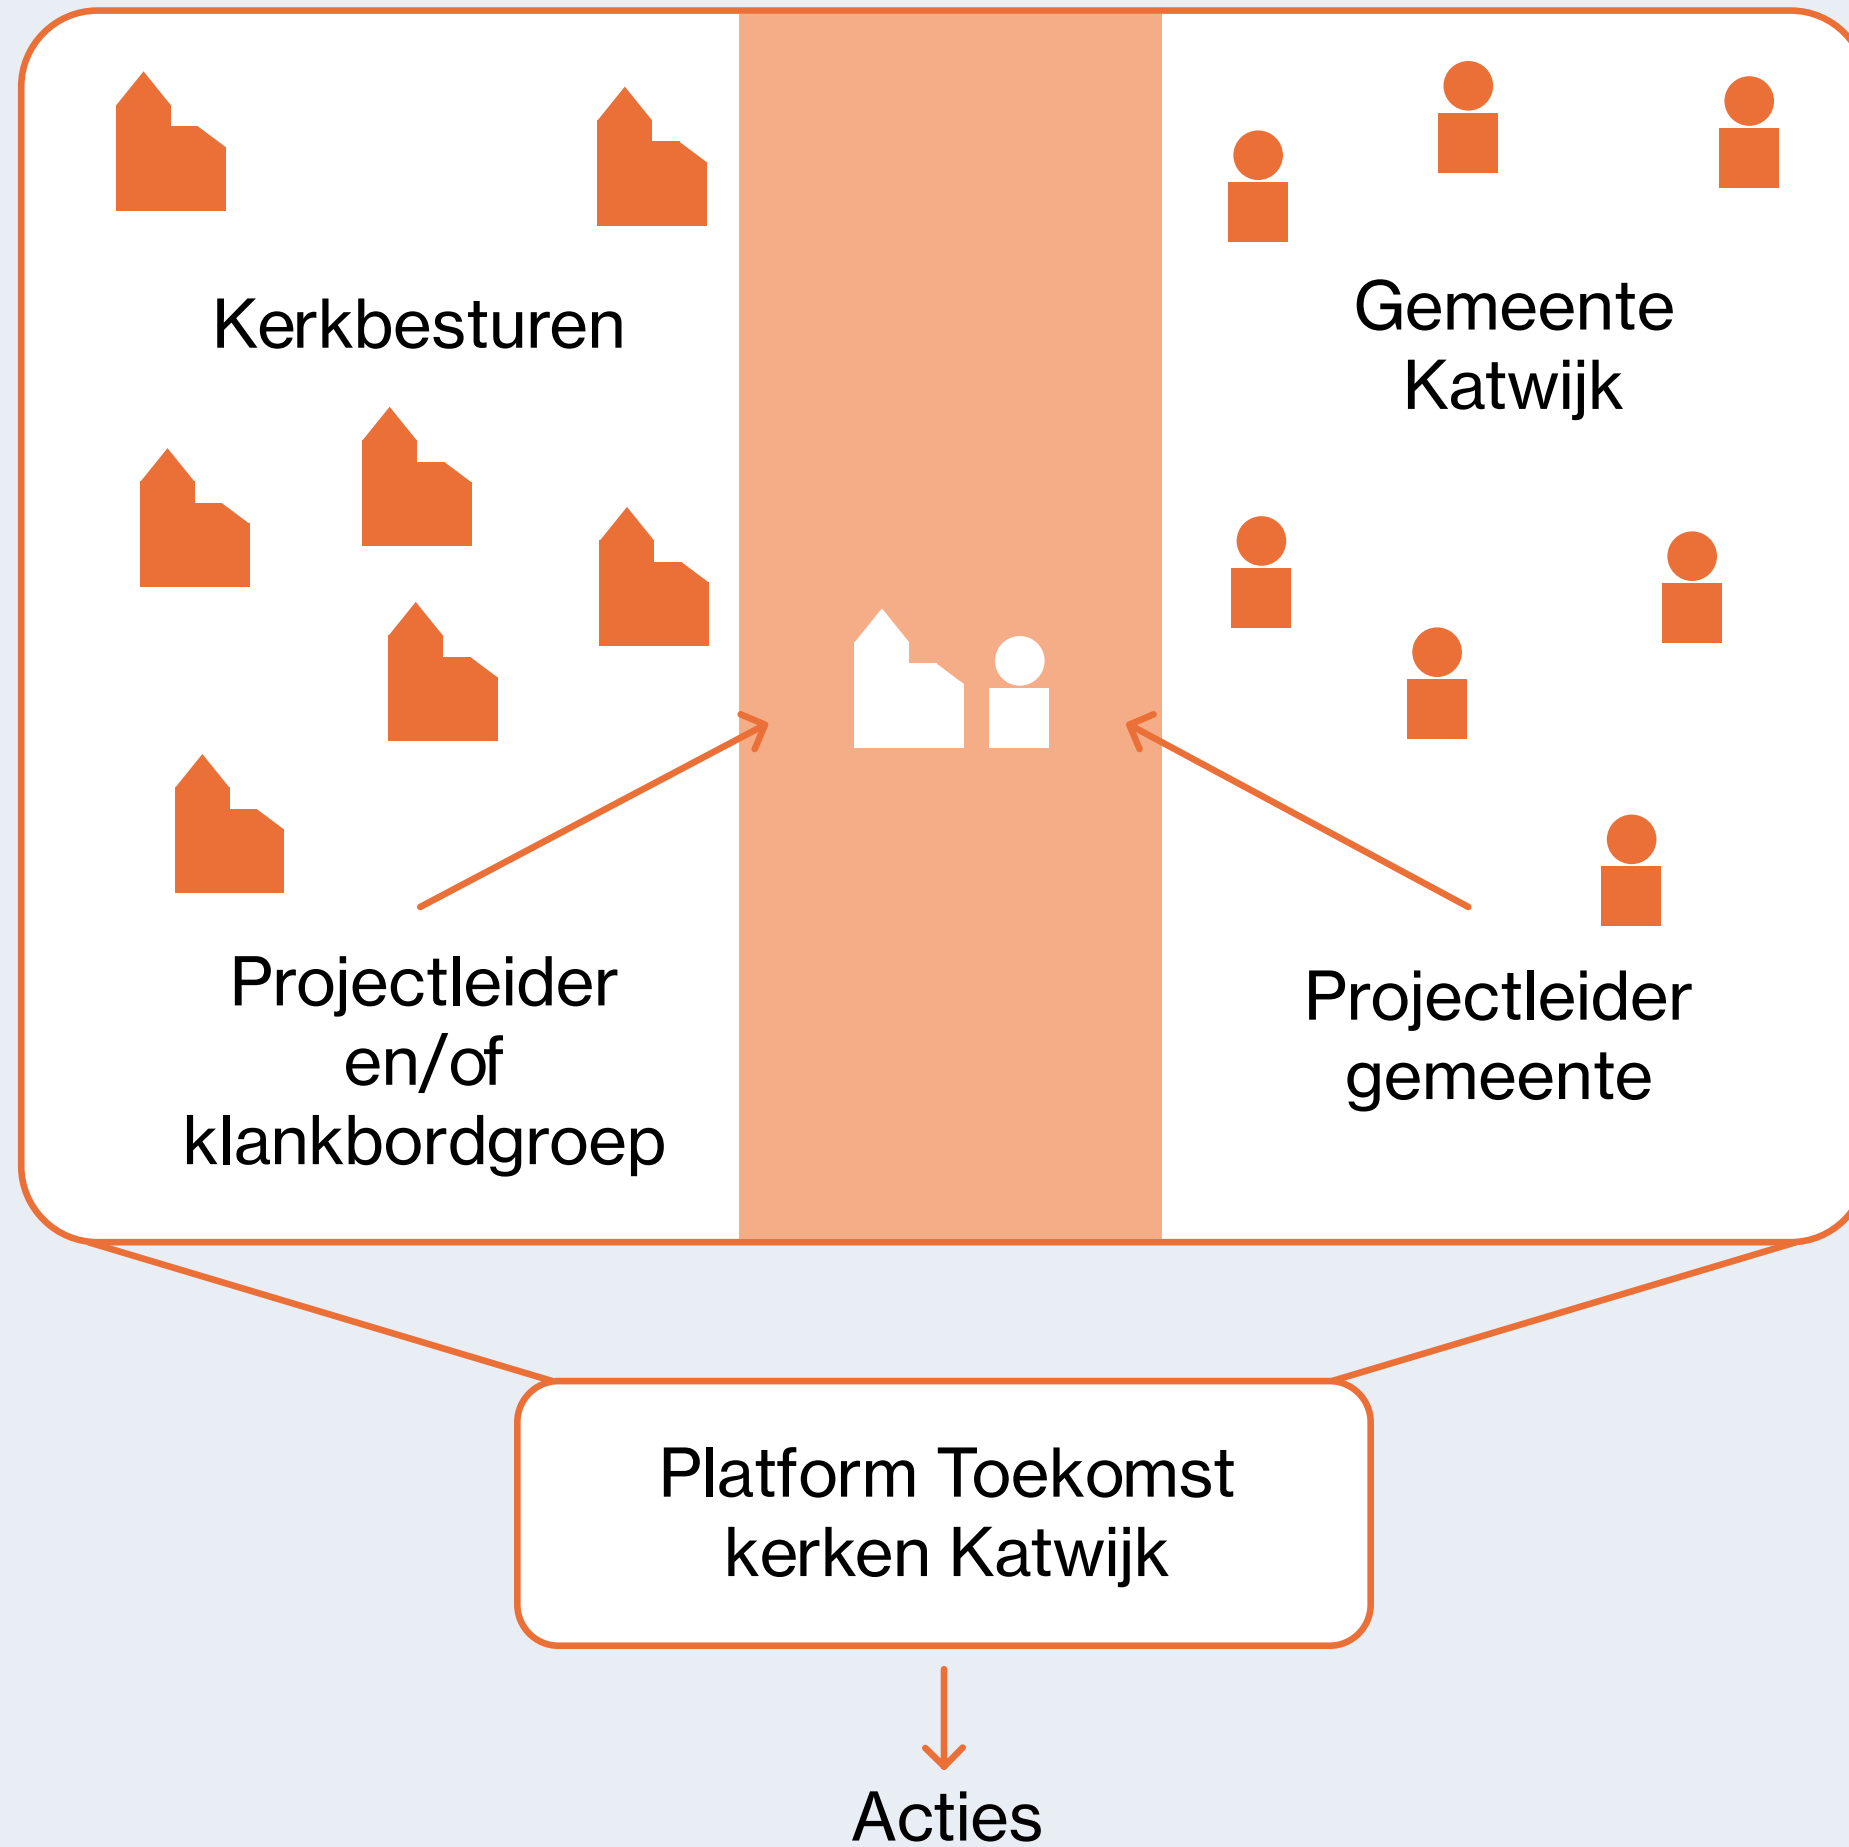 Kerkbesturen
Gemeente
Katwijk
Projectleider
en/of
klankbordgroep
Projectleider
gemeente
Platform Toekomst
kerken Katwijk
Acties